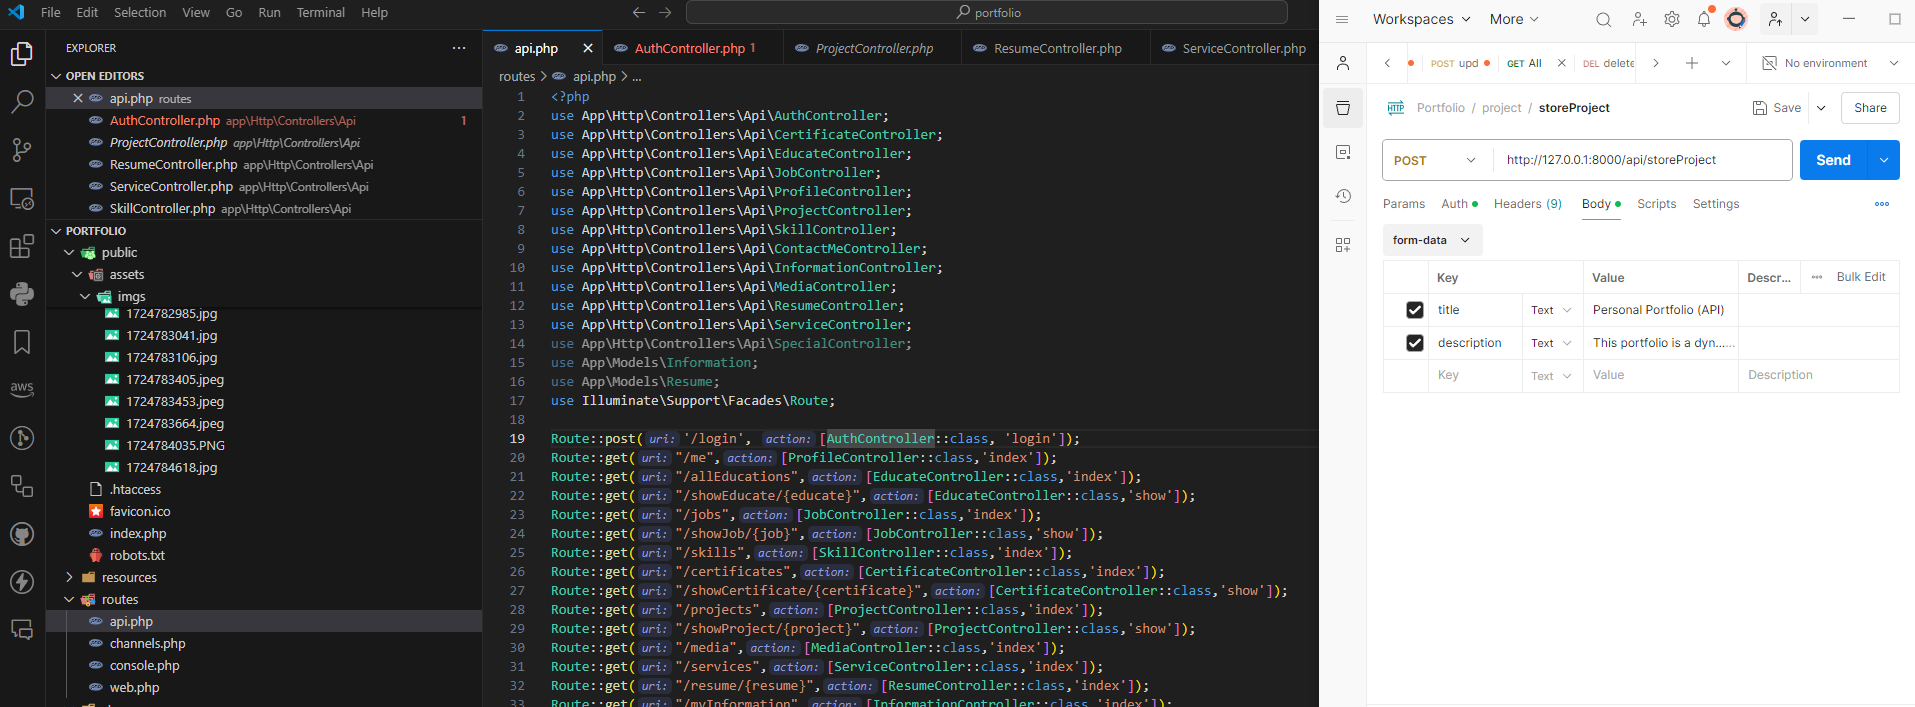 File Edit Selection View Go Run Terminal Help
portfolio
EXPLORER
OPEN EDITORS
api.php routes
AuthController.php app\Http\Controllers\Api 1
ProjectController.php app\Http\Controllers\Api
ResumeController.php app\Http\Controllers\Api
ServiceController.php app\Http\Controllers\Api
SkillController.php app\Http\Controllers\Api
PORTFOLIO
public
assets
imgs
1724782985.jpg
1724783041.jpg
1724783106.jpg
1724783405.jpeg
1724783453.jpeg
1724783664.jpeg
1724784035.PNG
1724784618.jpg
.htaccess
favicon.ico
index.php
robots.txt
resources
routes
api.php
channels.php
console.php
web.php
aws
api.php AuthController.php 1 ProjectController.php ResumeController.php ServiceController.php
routes > api.php > ...
1 <?php
2 use App\Http\Controllers\Api\AuthController;
3 use App\Http\Controllers\Api\CertificateController;
4 use App\Http\Controllers\Api\EducateController;
5 use App\Http\Controllers\Api\JobController;
6 use App\Http\Controllers\Api\ProfileController;
7 use App\Http\Controllers\Api\ProjectController;
8 use App\Http\Controllers\Api\SkillController;
9 use App\Http\Controllers\Api\ContactMeController;
10 use App\Http\Controllers\Api\InformationController;
11 use App\Http\Controllers\Api\MediaController;
12 use App\Http\Controllers\Api\ResumeController;
13 use App\Http\Controllers\Api\ServiceController;
14 use App\Http\Controllers\Api\SpecialController;
15 use App\Models\Information;
16 use App\Models\Resume;
17 use Illuminate\Support\Facades\Route;
18
19 Route::post(uri: '/login', action: [AuthController::class, 'login']);
20 Route::get(uri: "/me",action: [ProfileController::class,'index']);
21 Route::get(uri: "/allEducations",action: [EducateController::class,'index']);
22 Route::get(uri: "/showEducate/{educate}",action: [EducateController::class,'show']);
23 Route::get(uri: "/jobs",action: [JobController::class,'index']);
24 Route::get(uri: "/showJob/{job}",action: [JobController::class,'show']);
25 Route::get(uri: "/skills",action: [SkillController::class,'index']);
26 Route::get(uri: "/certificates",action: [CertificateController::class,'index']);
27 Route::get(uri: "/showCertificate/{certificate}",action: [CertificateController::class,'show']);
28 Route::get(uri: "/projects",action: [ProjectController::class,'index']);
29 Route::get(uri: "/showProject/{project}",action: [ProjectController::class,'show']);
30 Route::get(uri: "/media",action: [MediaController::class,'index']);
31 Route::get(uri: "/services",action: [ServiceController::class,'index']);
32 Route::get(uri: "/resume/{resume}",action: [ResumeController::class,'index']);
33 Route::get(uri: "/myInformation",action: [InformationController::class,'index']);
Workspaces More
POST upd GET All DEL delete No environment
HTTP Portfolio / project / storeProject Save Share
POST http://127.0.0.1:8000/api/storeProject Send
Params Auth Headers (9) Body Scripts Settings
form-data
Key Value Descr... Bulk Edit
title Text Personal Portfolio (API)
description Text This portfolio is a dyn......
Key Text Value Description